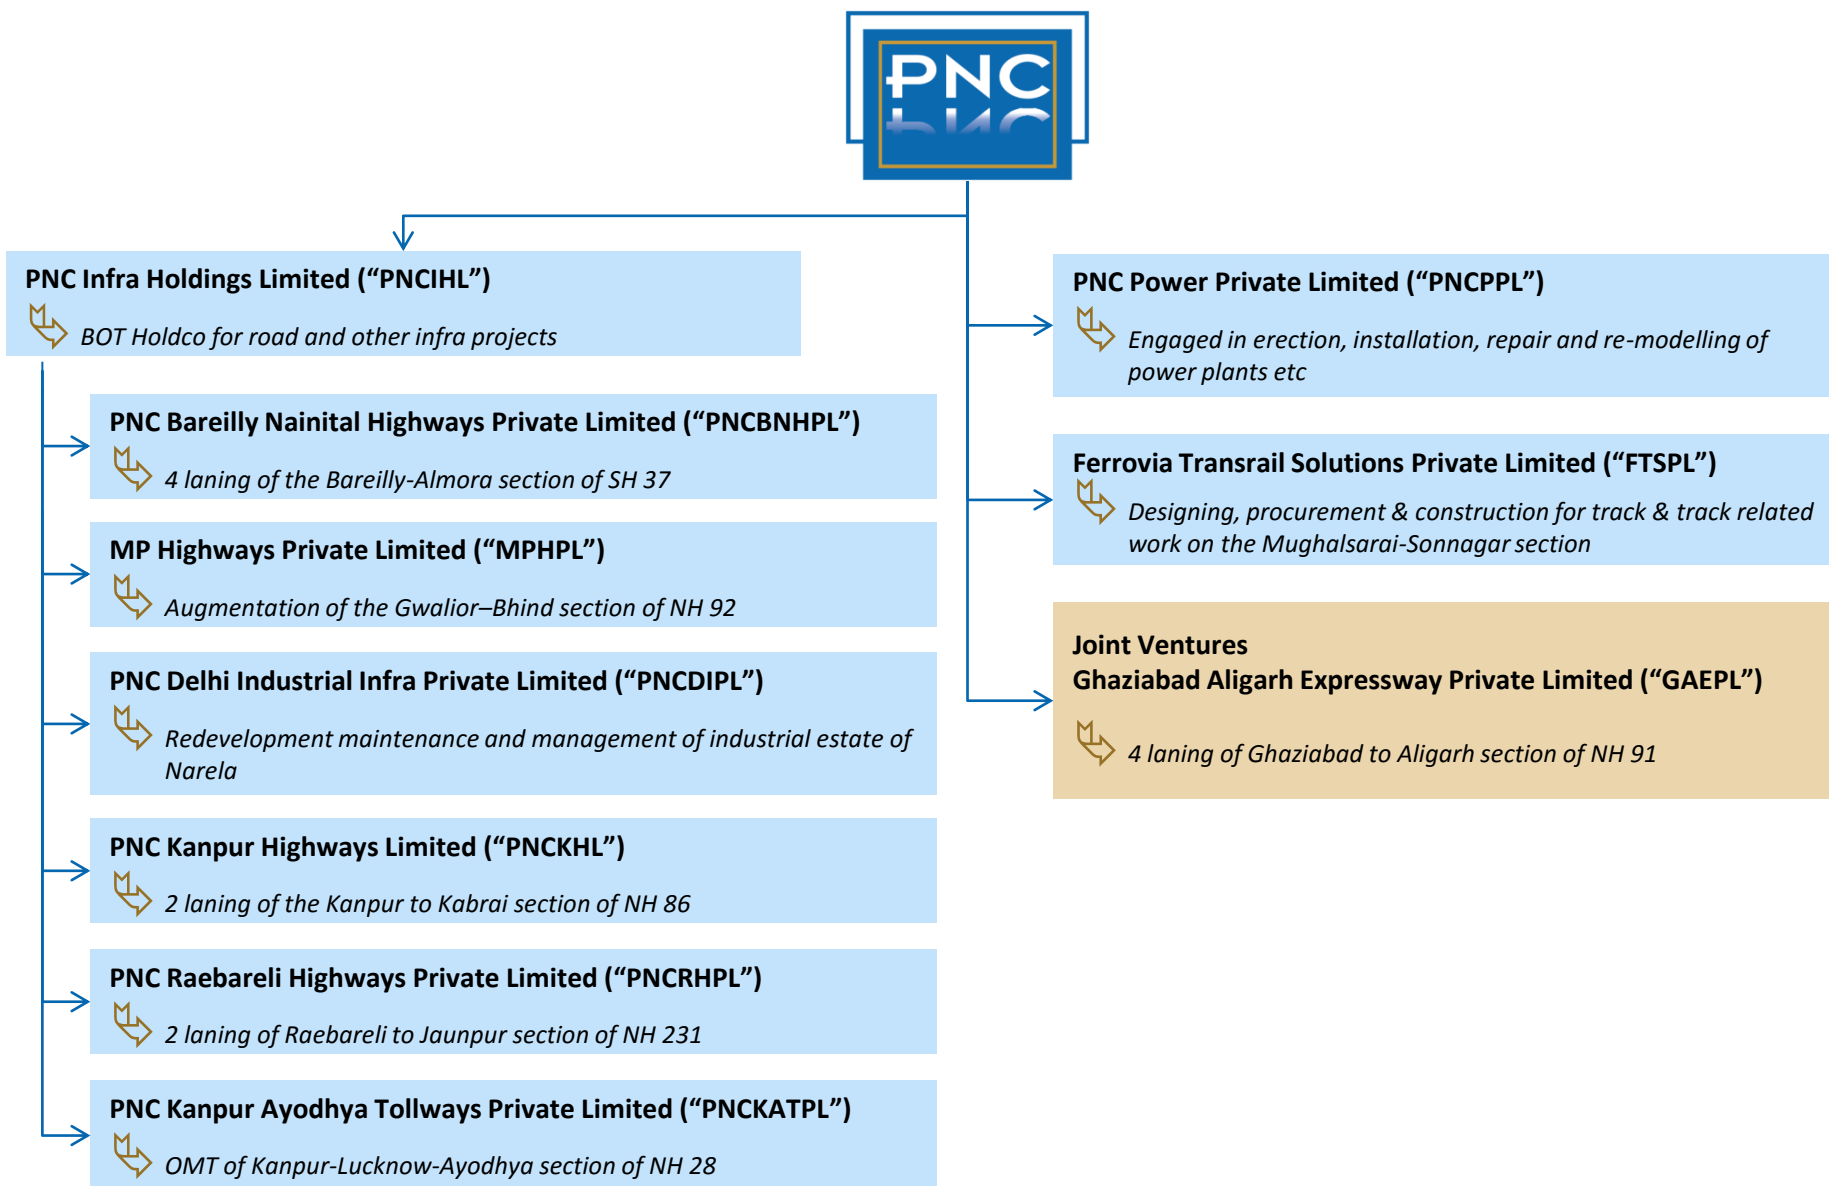 PNC
PNC Infra Holdings Limited (“PNCIHL”)
BOT Holdco for road and other infra projects
PNC Bareilly Nainital Highways Private Limited (“PNCBNHPL”)
4 laning of the Bareilly-Almora section of SH 37
MP Highways Private Limited (“MPHPL”)
Augmentation of the Gwalior–Bhind section of NH 92
PNC Delhi Industrial Infra Private Limited (“PNCDIPL”)
Redevelopment maintenance and management of industrial estate of
Narela
PNC Kanpur Highways Limited (“PNCKHL”)
2 laning of the Kanpur to Kabrai section of NH 86
PNC Raebareli Highways Private Limited (“PNCRHPL”)
2 laning of Raebareli to Jaunpur section of NH 231
PNC Kanpur Ayodhya Tollways Private Limited (“PNCKATPL”)
OMT of Kanpur-Lucknow-Ayodhya section of NH 28
PNC Power Private Limited (“PNCPPL”)
Engaged in erection, installation, repair and re-modelling of
power plants etc
Ferrovia Transrail Solutions Private Limited (“FTSPL”)
Designing, procurement & construction for track & track related
work on the Mughalsarai-Sonnagar section
Joint Ventures
Ghaziabad Aligarh Expressway Private Limited (“GAEPL”)
4 laning of Ghaziabad to Aligarh section of NH 91